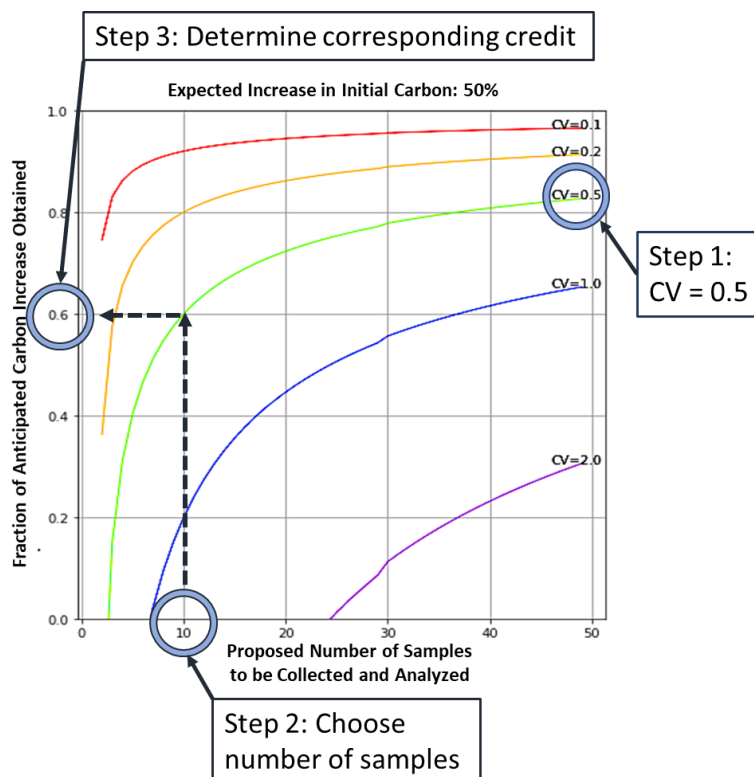 Step 3: Determine corresponding credit
Expected Increase in Initial Carbon: 50%
Fraction of Anticipated Carbon Increase Obtained
1.0
0.8
0.6
0.4
0.2
0.0
CV=0.1
CV=0.2
CV=0.5
CV=1.0
CV=2.0
Step 1:
CV = 0.5
0
10
20
30
40
50
Proposed Number of Samples
to be Collected and Analyzed
Step 2: Choose
number of samples